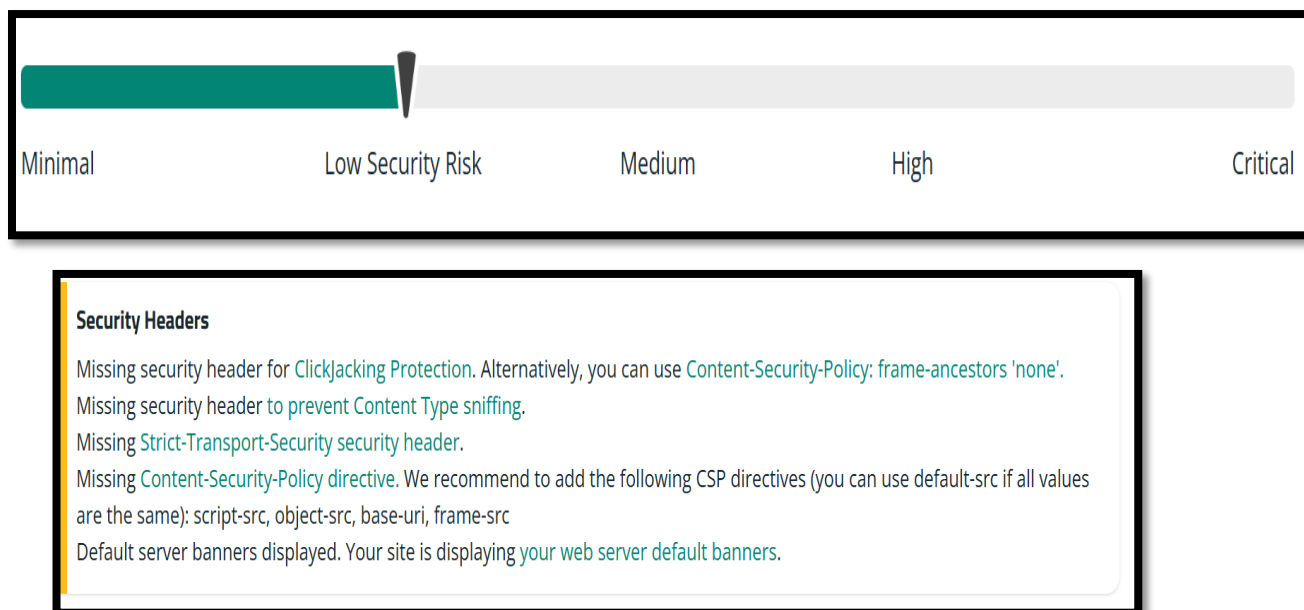 Minimal Low Security Risk Medium High Critical
Security Headers
Missing security header for ClickJacking Protection. Alternatively, you can use Content-Security-Policy: frame-ancestors 'none'.
Missing security header to prevent Content Type sniffing.
Missing Strict-Transport-Security security header.
Missing Content-Security-Policy directive. We recommend to add the following CSP directives (you can use default-src if all values
are the same): script-src, object-src, base-uri, frame-src
Default server banners displayed. Your site is displaying your web server default banners.